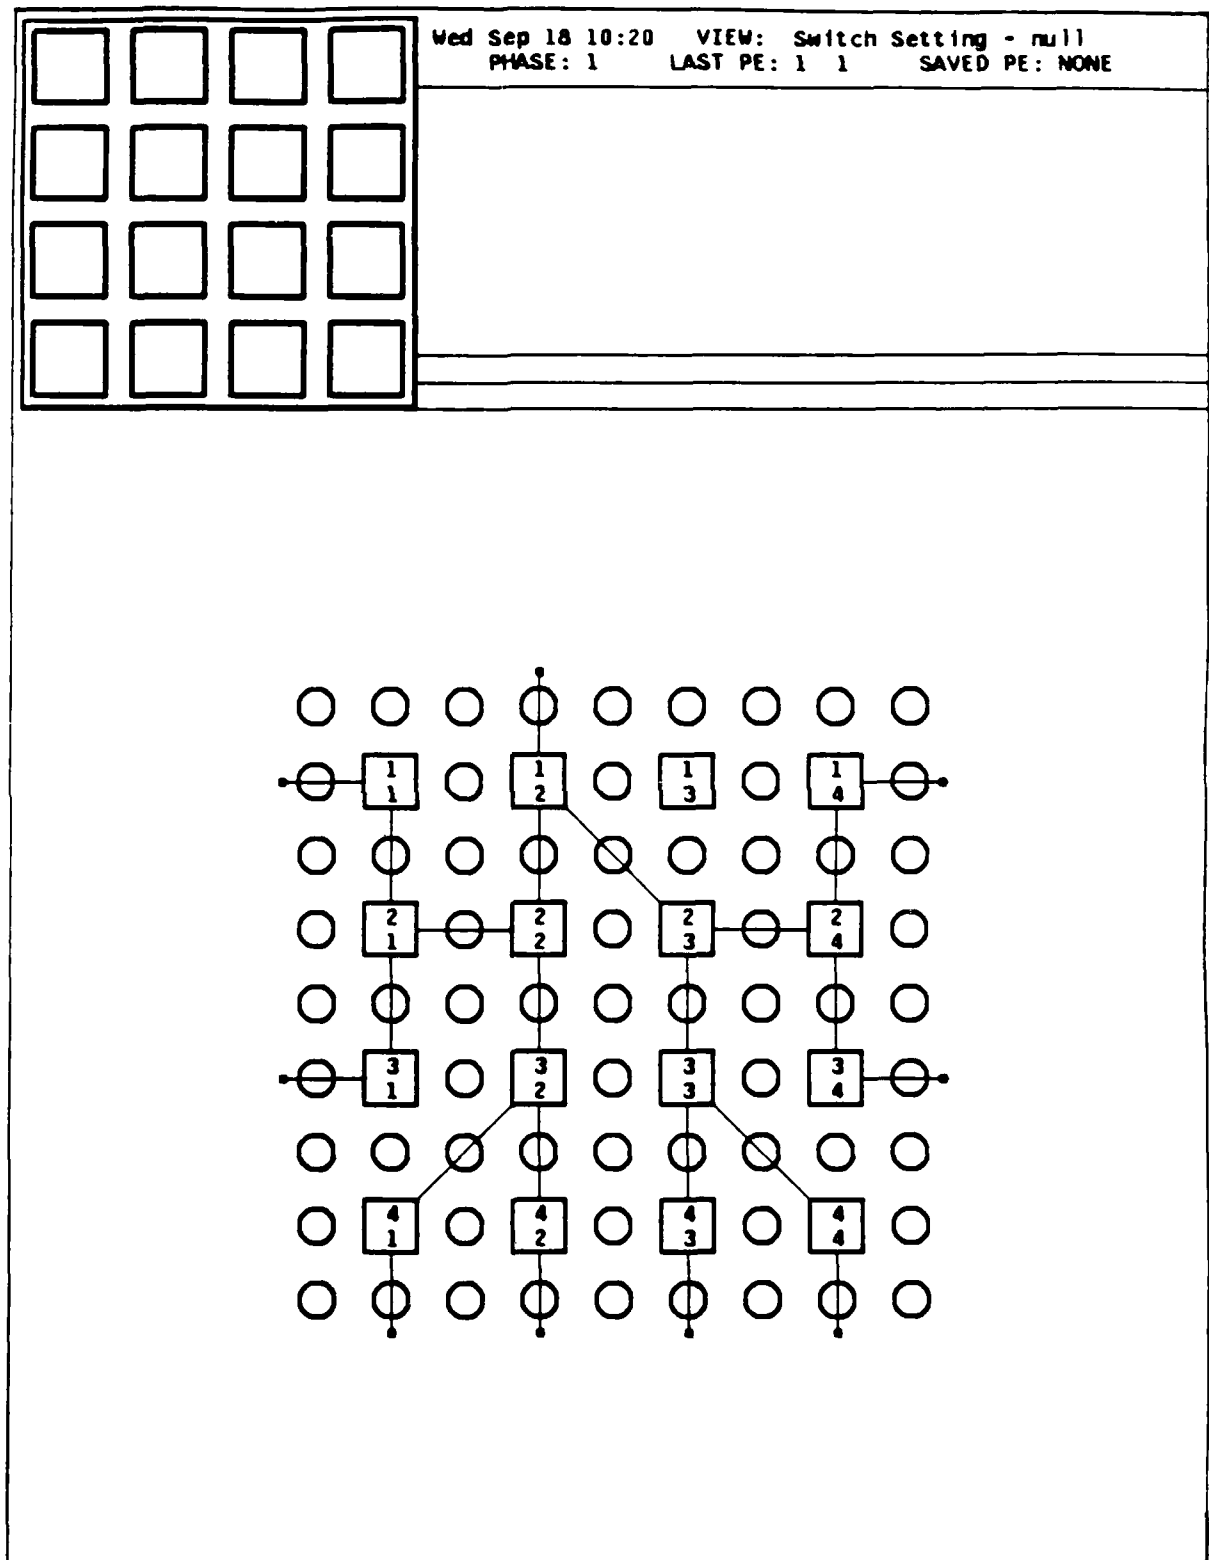 Wed Sep 18 10:20 VIEW: Switch Setting - null
PHASE: 1 LAST PE: 1 1 SAVED PE: NONE
1 1 1 1
1 2 3 4
2 2 2 2
1 2 3 4
3 3 3 3
1 2 3 4
4 4 4 4
1 2 3 4